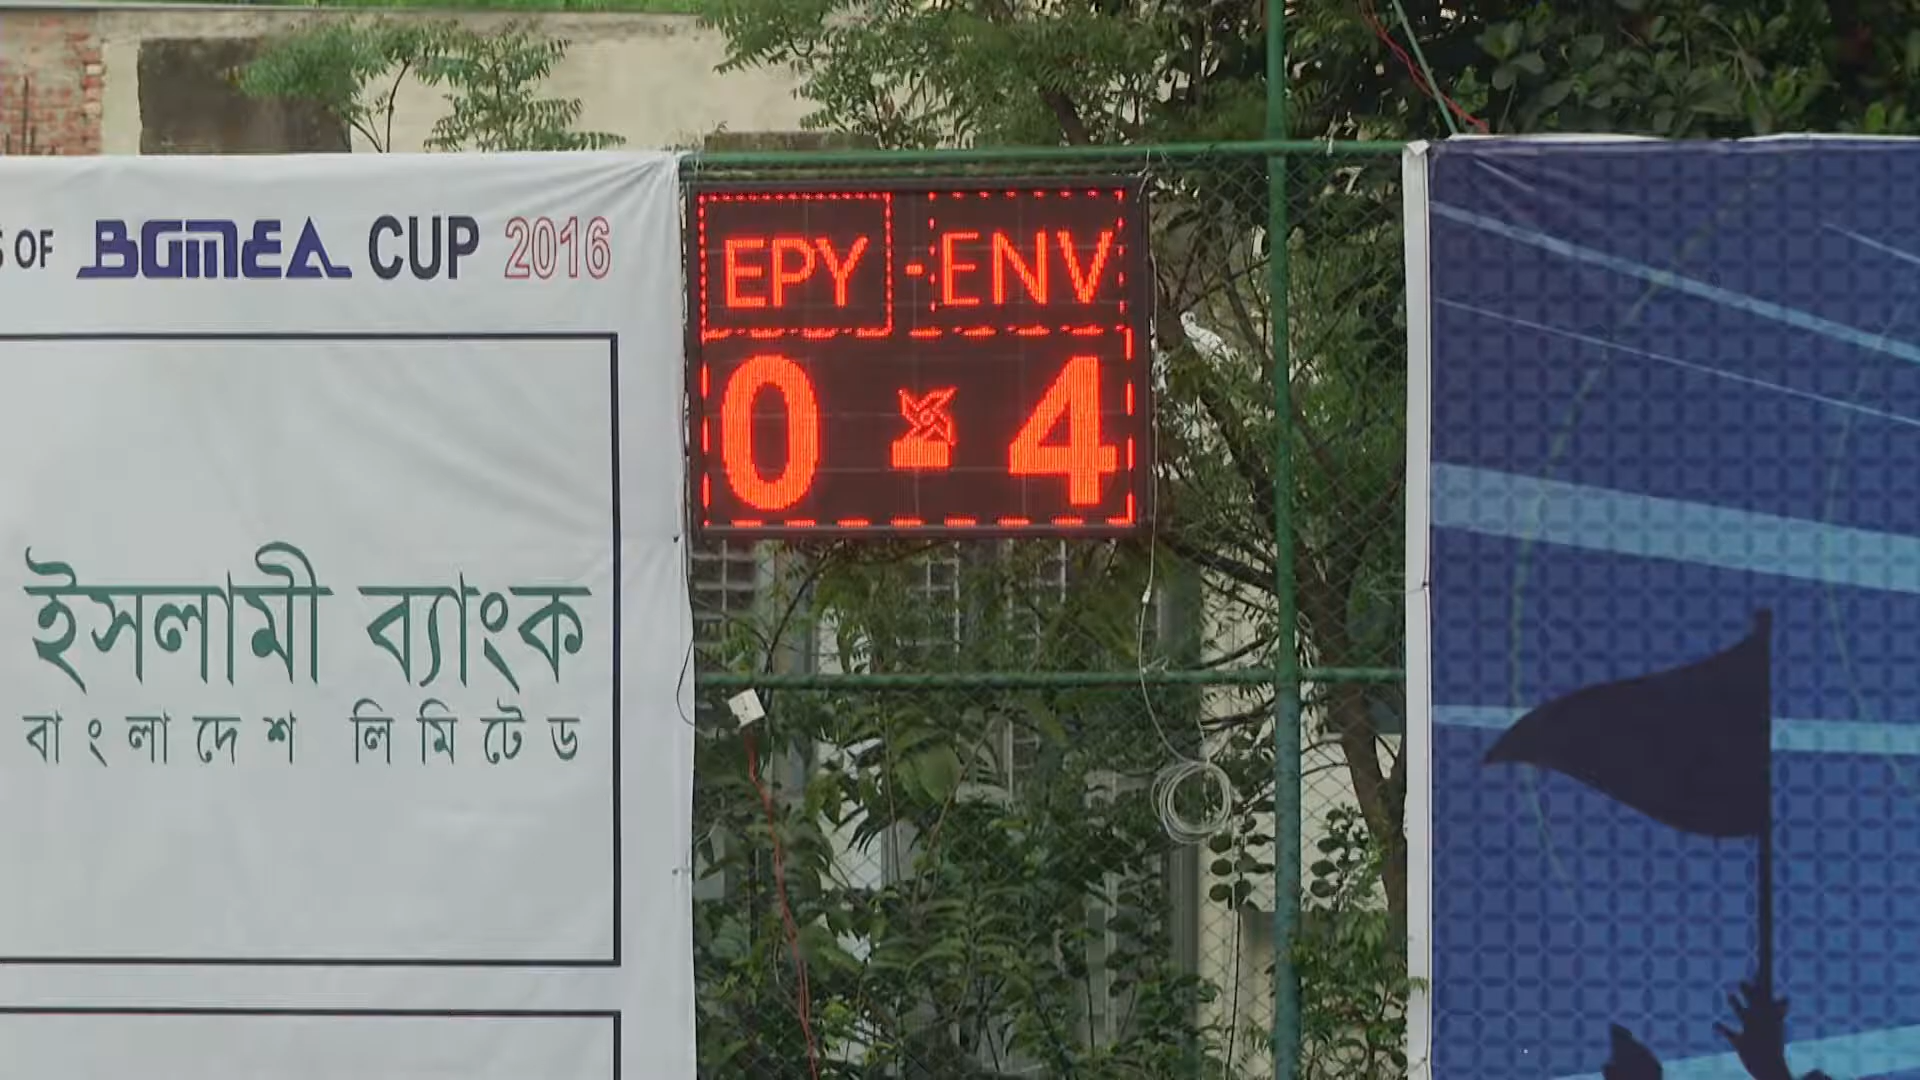 S OF BGMEA CUP 2016
EPY - ENV
0 4
ইসলামী ব্যাংক
বাংলাদেশ লিমিটেড